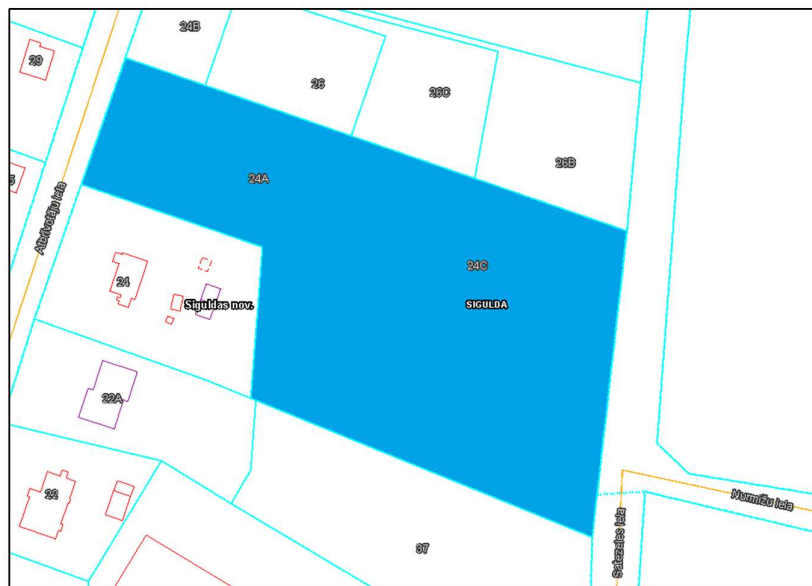 24B
29
26
26C
26B
24A
Atbrīvotāju iela
24C
24
Siguldas nov.
SIGULDA
22A
22
Nurmižu iela
Satezeles iela
37